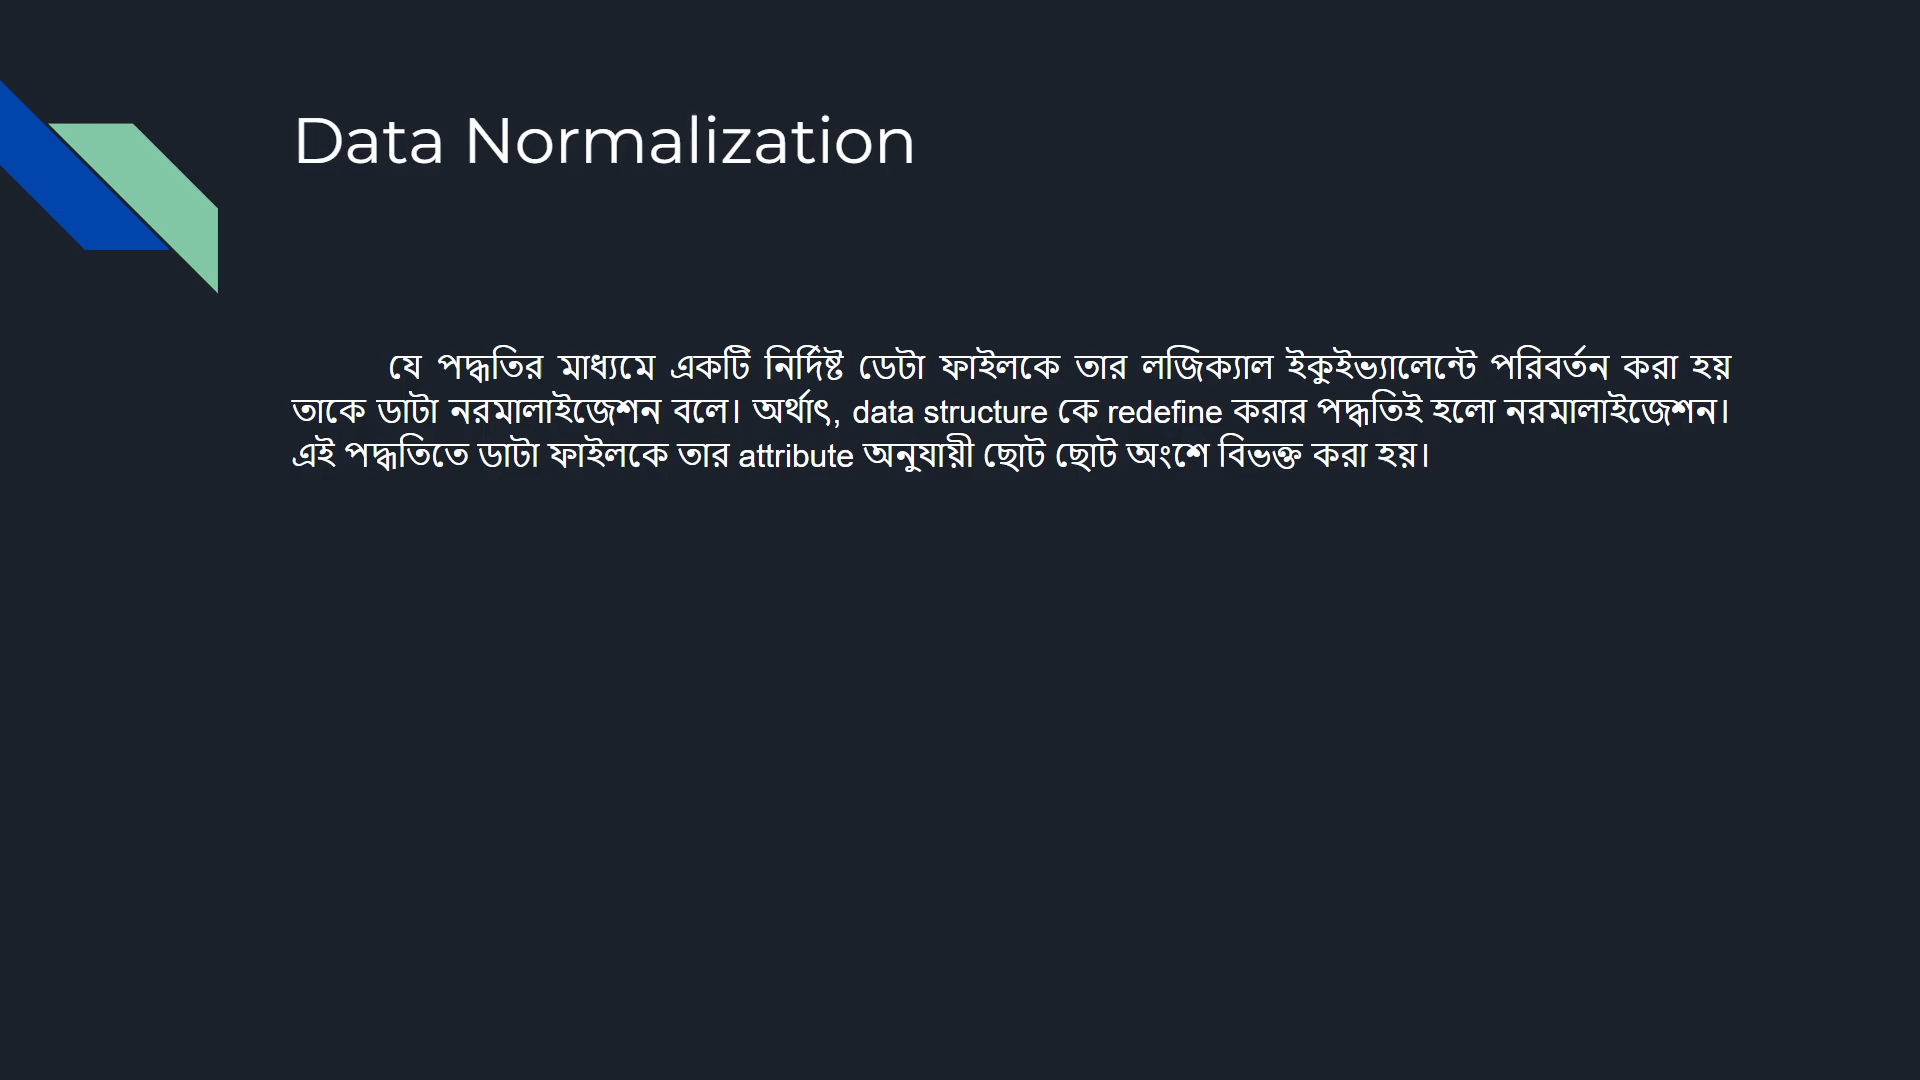 Data Normalization
যে পদ্ধতির মাধ্যমে একটি নির্দিষ্ট ডেটা ফাইলকে তার লজিক্যাল ইকুইভ্যালেন্টে পরিবর্তন করা হয়
তাকে ডাটা নরমালাইজেশন বলে। অর্থাৎ, data structure কে redefine করার পদ্ধতিই হলো নরমালাইজেশন।
এই পদ্ধতিতে ডাটা ফাইলকে তার attribute অনুযায়ী ছোট ছোট অংশে বিভক্ত করা হয়।